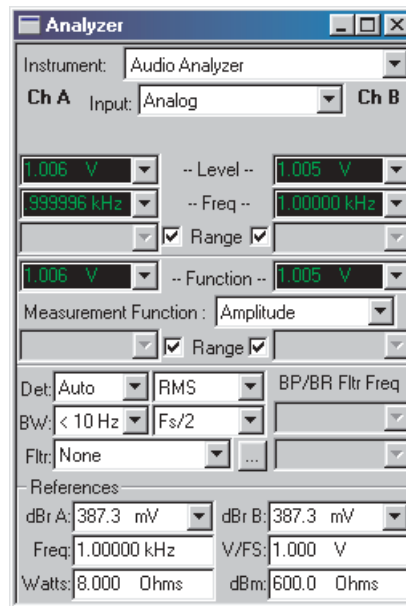 Analyzer
Instrument: Audio Analyzer
Ch A Input: Analog Ch B
1.006 V -- Level -- 1.005 V
.999996 kHz -- Freq -- 1.00000 kHz
Range
1.006 V -- Function -- 1.005 V
Measurement Function : Amplitude
Range
Det: Auto RMS BP/BR Fltr Freq
BW: < 10 Hz Fs/2
Fltr: None ...
References
dBr A: 387.3 mV dBr B: 387.3 mV
Freq: 1.00000 kHz V/FS: 1.000 V
Watts: 8.000 Ohms dBm: 600.0 Ohms